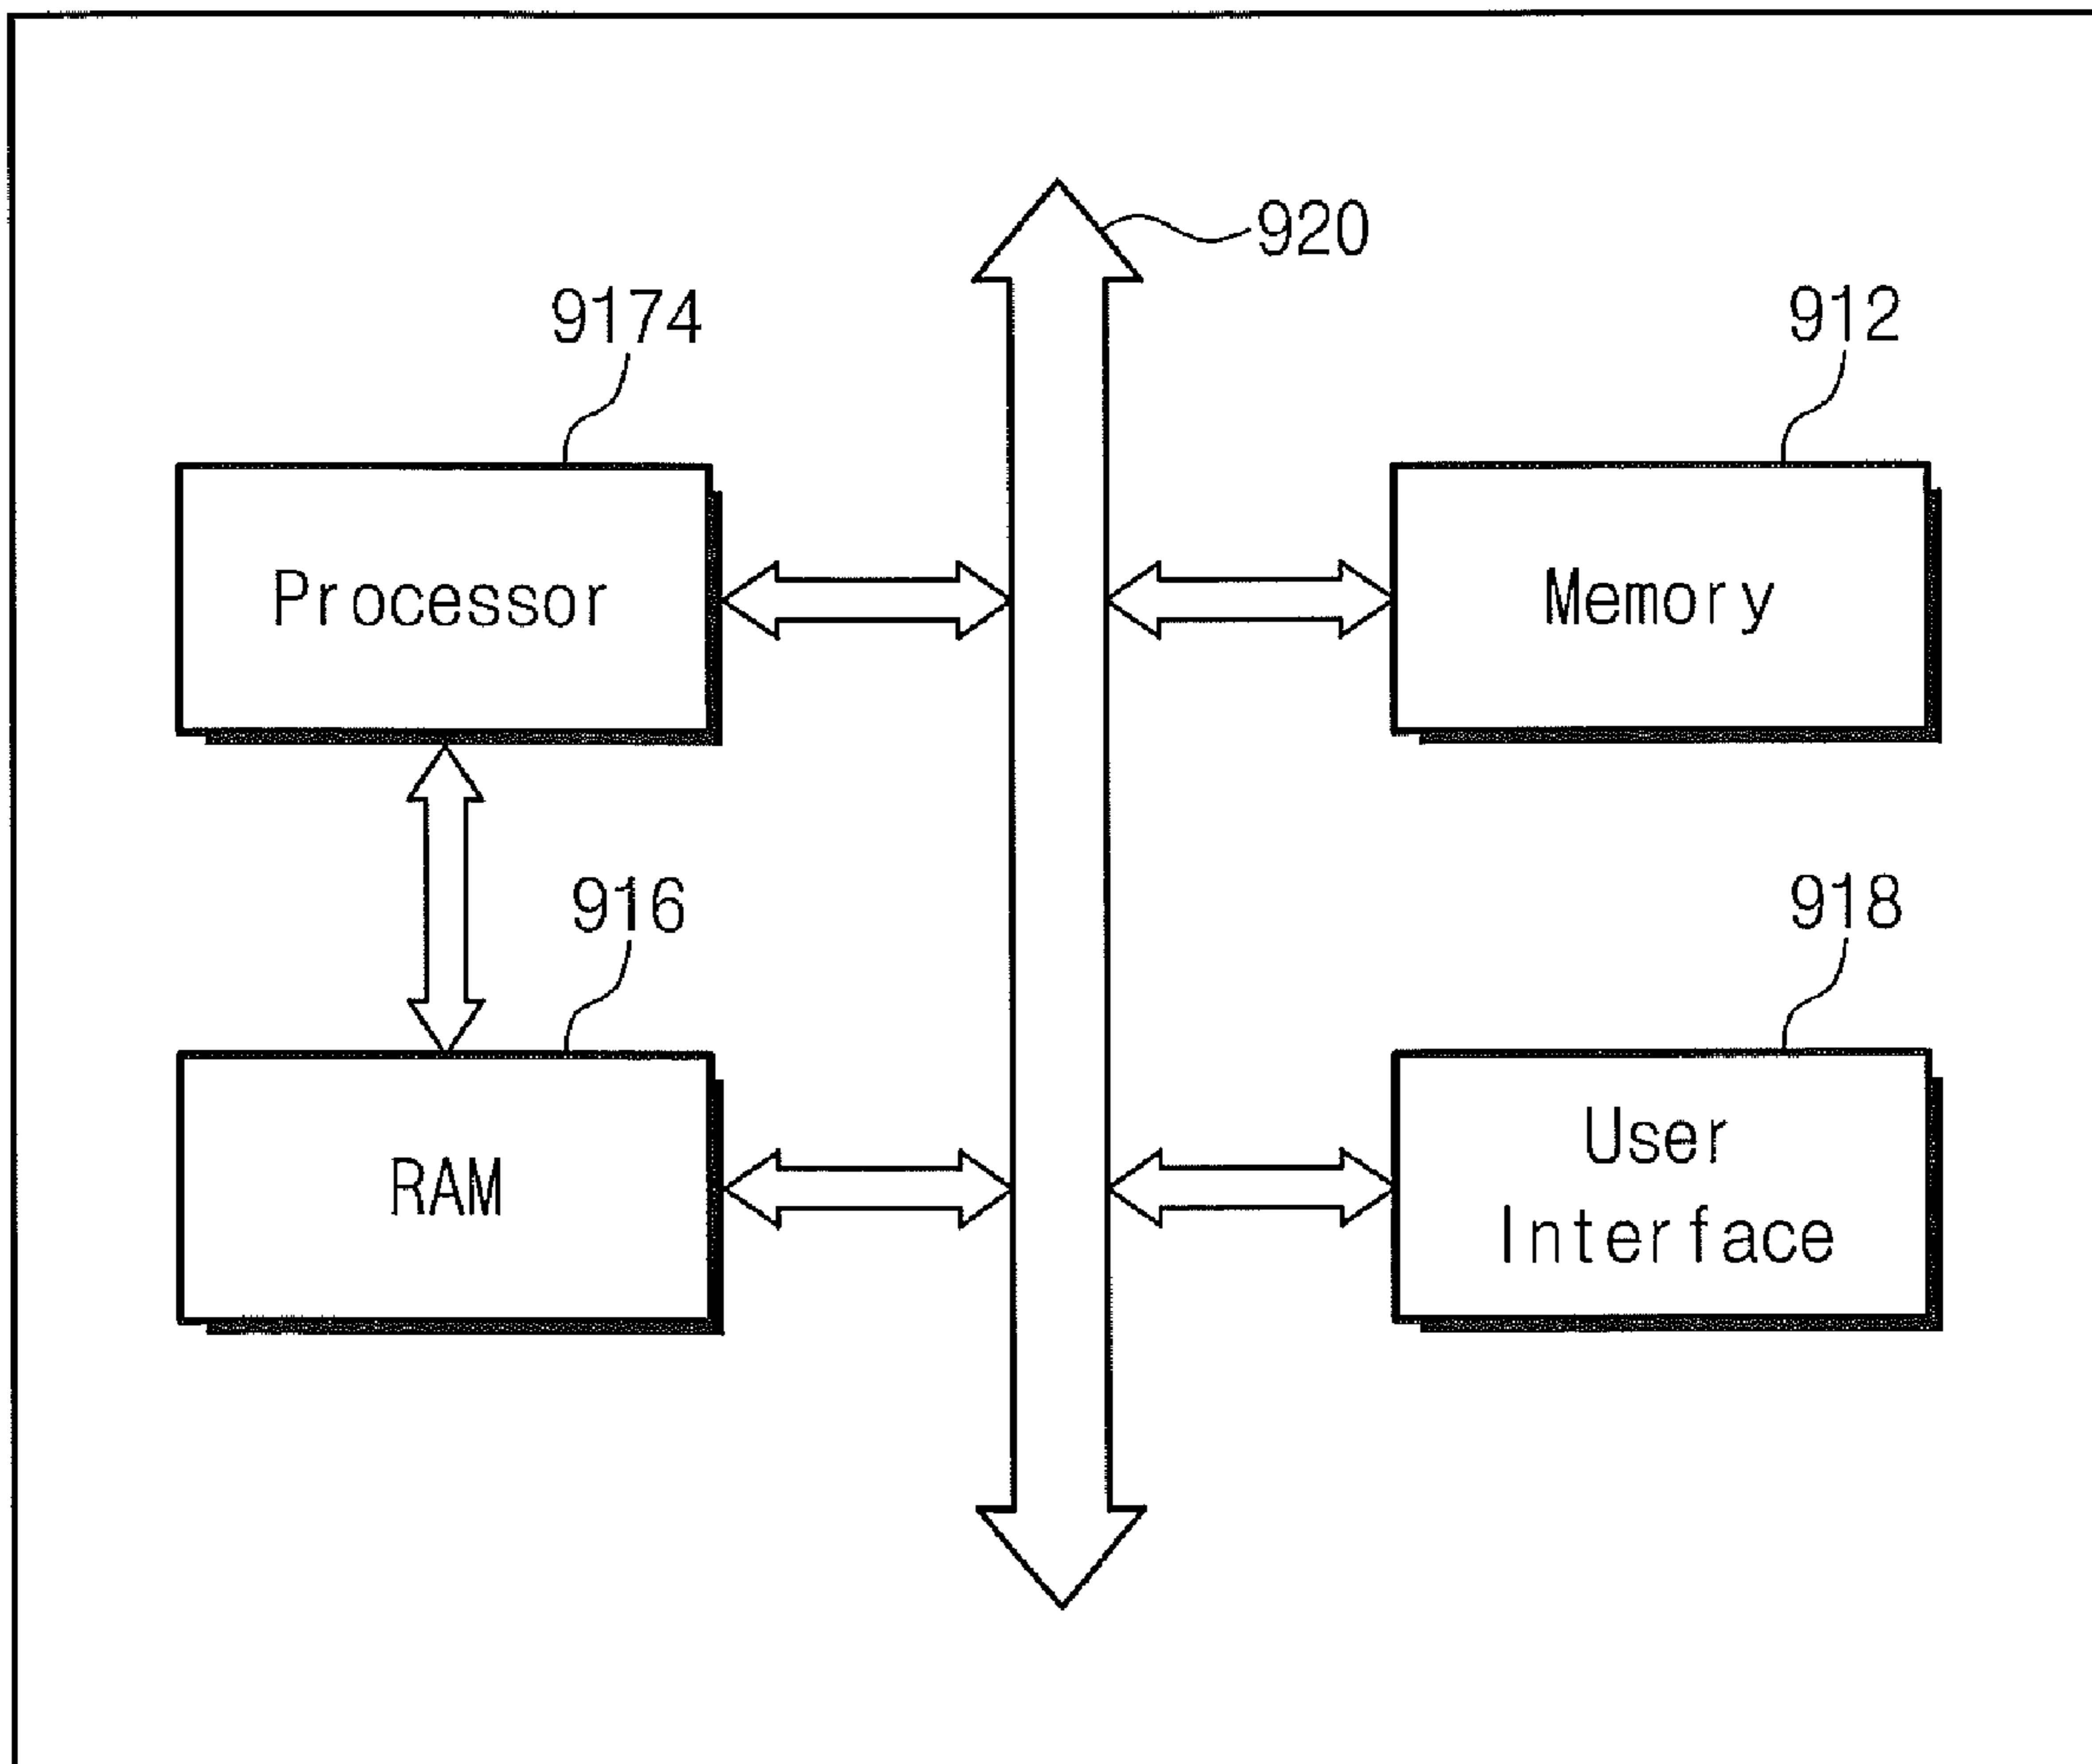 920
9174
912
Processor
Memory
916
918
RAM
User
Interface